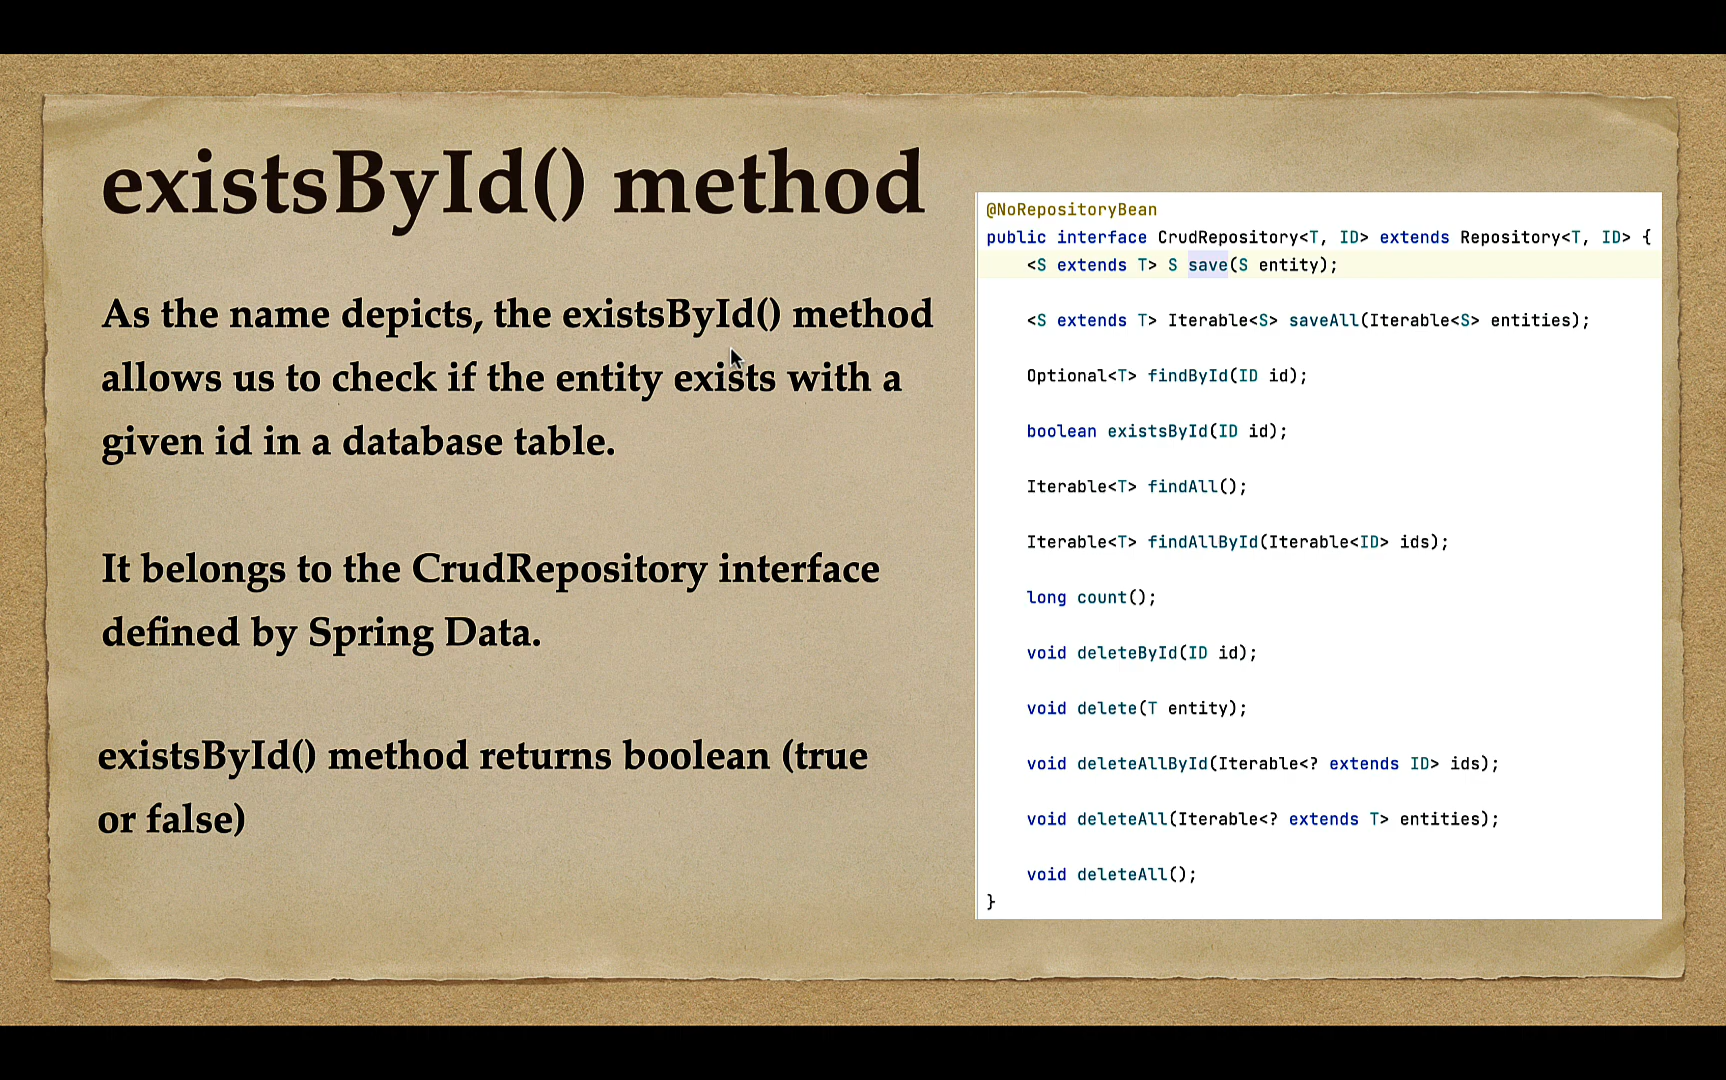 existsById() method
As the name depicts, the existsById() method
allows us to check if the entity exists with a
given id in a database table.
It belongs to the CrudRepository interface
defined by Spring Data.
existsById() method returns boolean (true
or false)
@NoRepositoryBean
public interface CrudRepository<T, ID> extends Repository<T, ID> {
<S extends T> S save(S entity);
<S extends T> Iterable<S> saveAll(Iterable<S> entities);
Optional<T> findById(ID id);
boolean existsById(ID id);
Iterable<T> findAll();
Iterable<T> findAllById(Iterable<ID> ids);
long count();
void deleteById(ID id);
void delete(T entity);
void deleteAllById(Iterable<? extends ID> ids);
void deleteAll(Iterable<? extends T> entities);
void deleteAll();
}